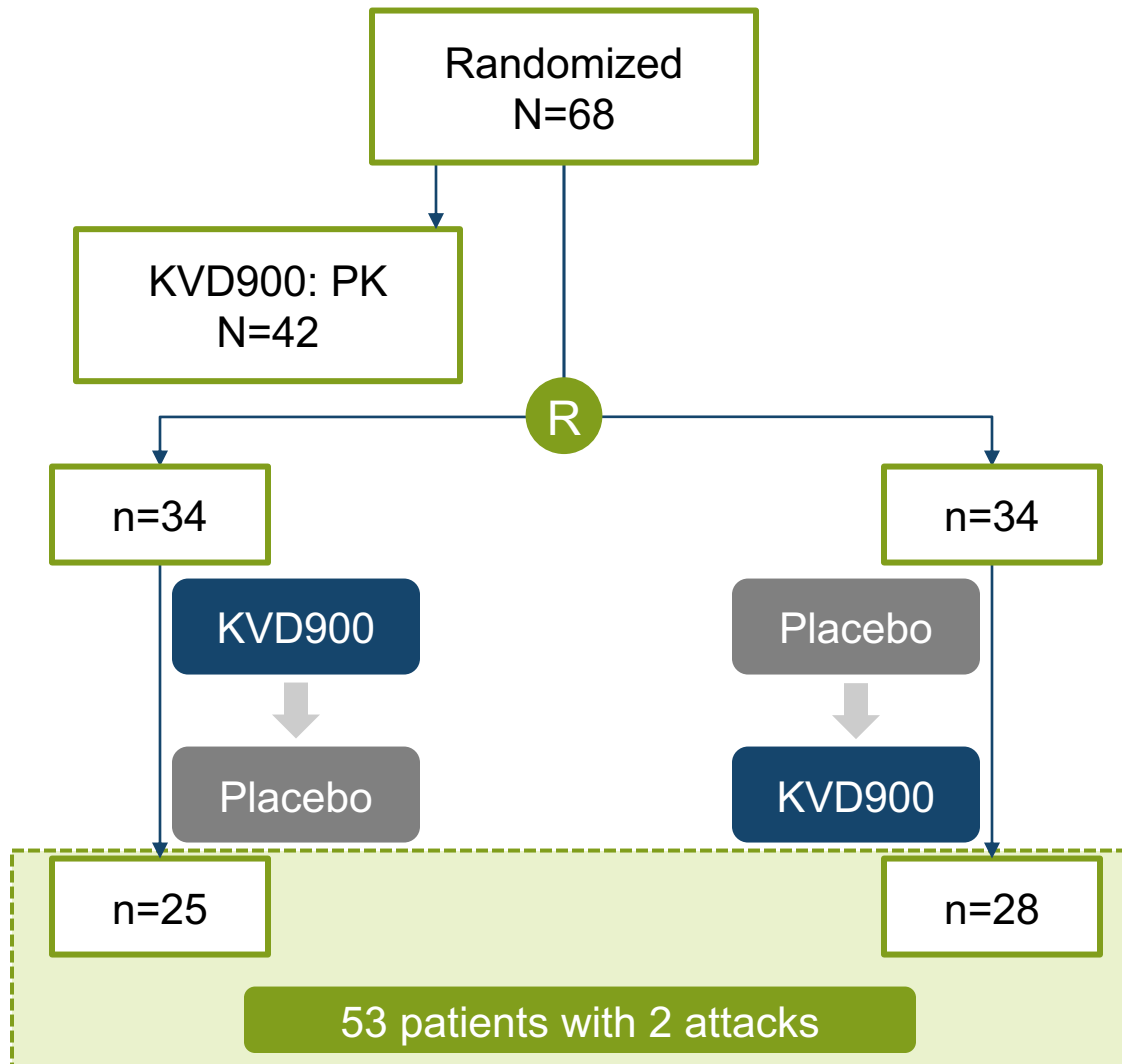 Randomized
N=68
KVD900: PK
N=42
R
n=34
n=34
KVD900
Placebo
Placebo
KVD900
n=25
n=28
53 patients with 2 attacks